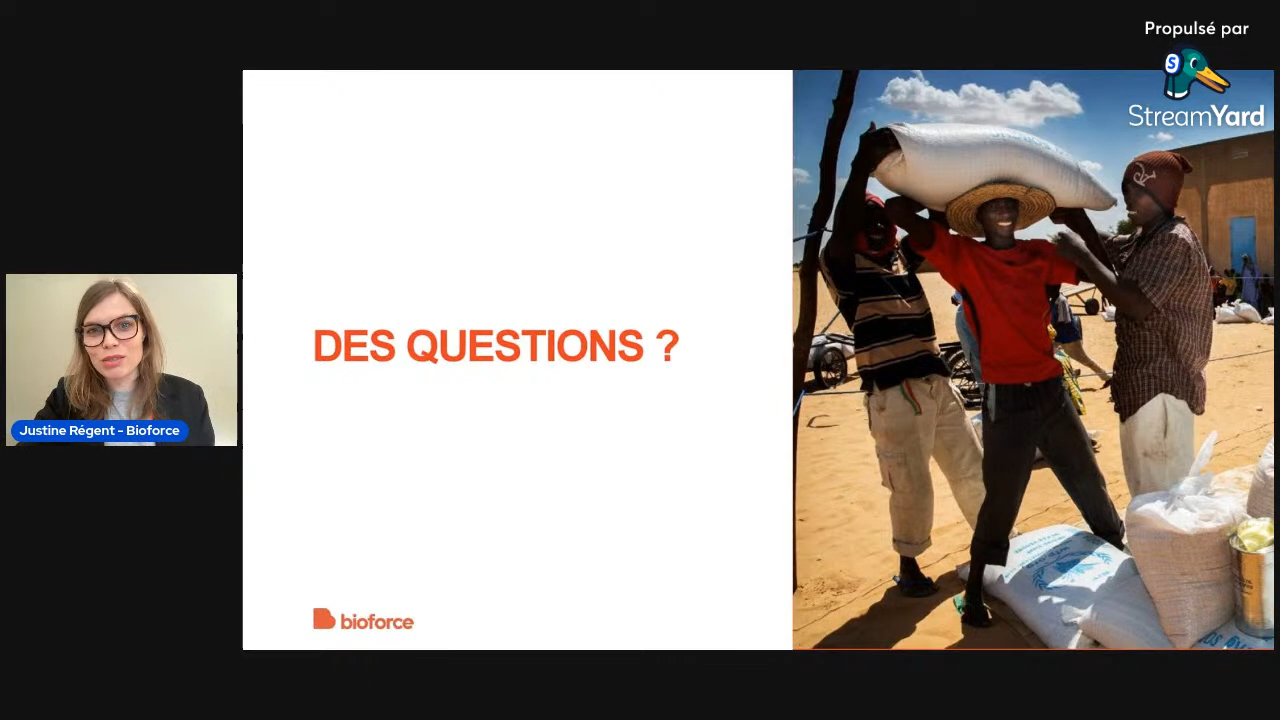 Propulsé par
StreamYard
DES QUESTIONS ?
Justine Régent - Bioforce
bioforce